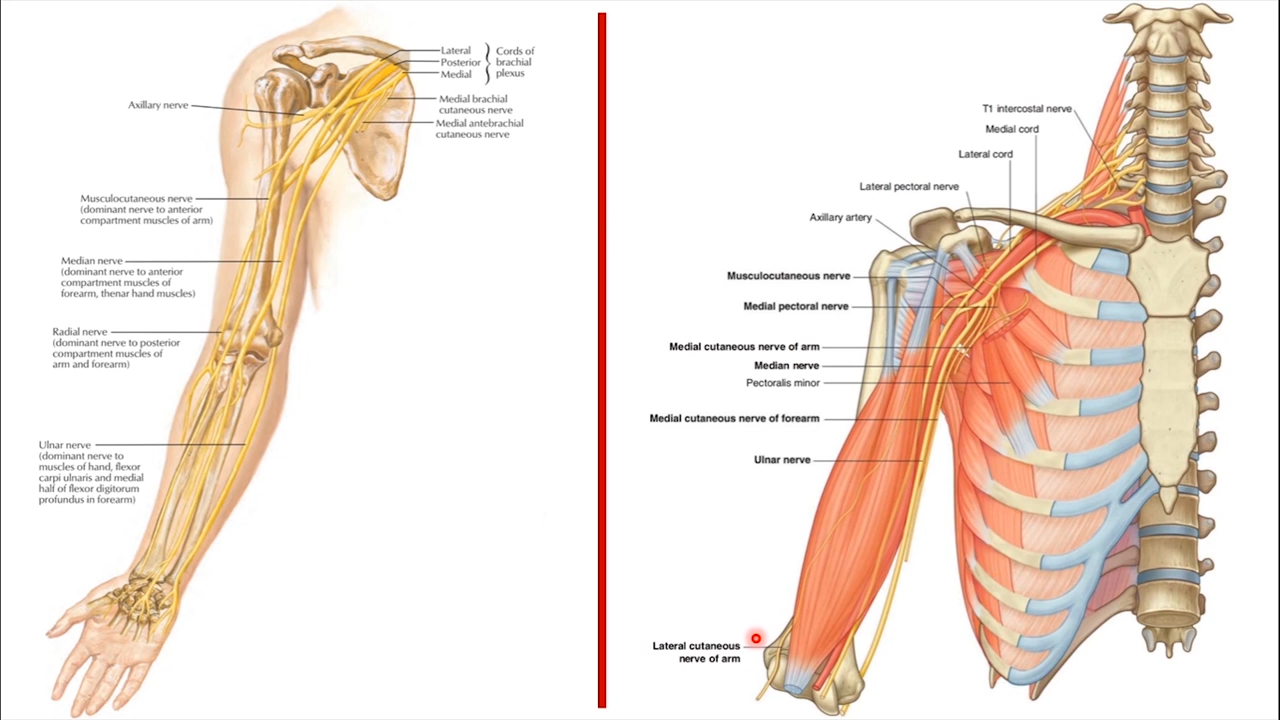 Lateral
Posterior
Medial
Cords of
brachial
plexus
Axillary nerve
Medial brachial
cutaneous nerve
Medial antebrachial
cutaneous nerve
Musculocutaneous nerve
(dominant nerve to anterior
compartment muscles of arm)
Median nerve
(dominant nerve to anterior
compartment muscles of
forearm, thenar hand muscles)
Radial nerve
(dominant nerve to posterior
compartment muscles of
arm and forearm)
Ulnar nerve
(dominant nerve to
muscles of hand, flexor
carpi ulnaris and medial
half of flexor digitorum
profundus in forearm)
T1 intercostal nerve
Medial cord
Lateral cord
Lateral pectoral nerve
Axillary artery
Musculocutaneous nerve
Medial pectoral nerve
Medial cutaneous nerve of arm
Median nerve
Pectoralis minor
Medial cutaneous nerve of forearm
Ulnar nerve
Lateral cutaneous
nerve of arm